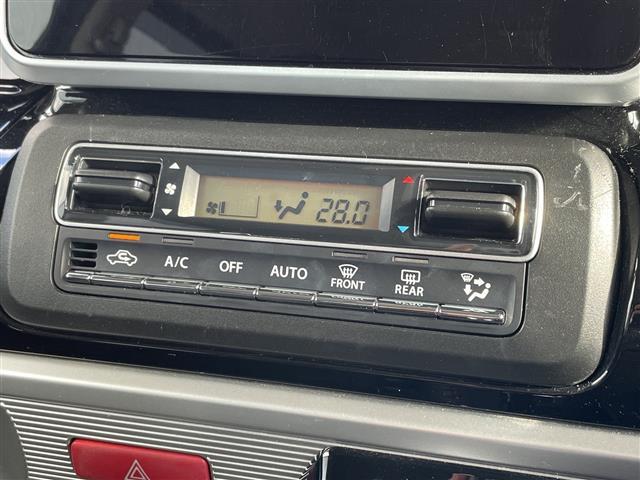 28.0
A/C OFF AUTO FRONT REAR